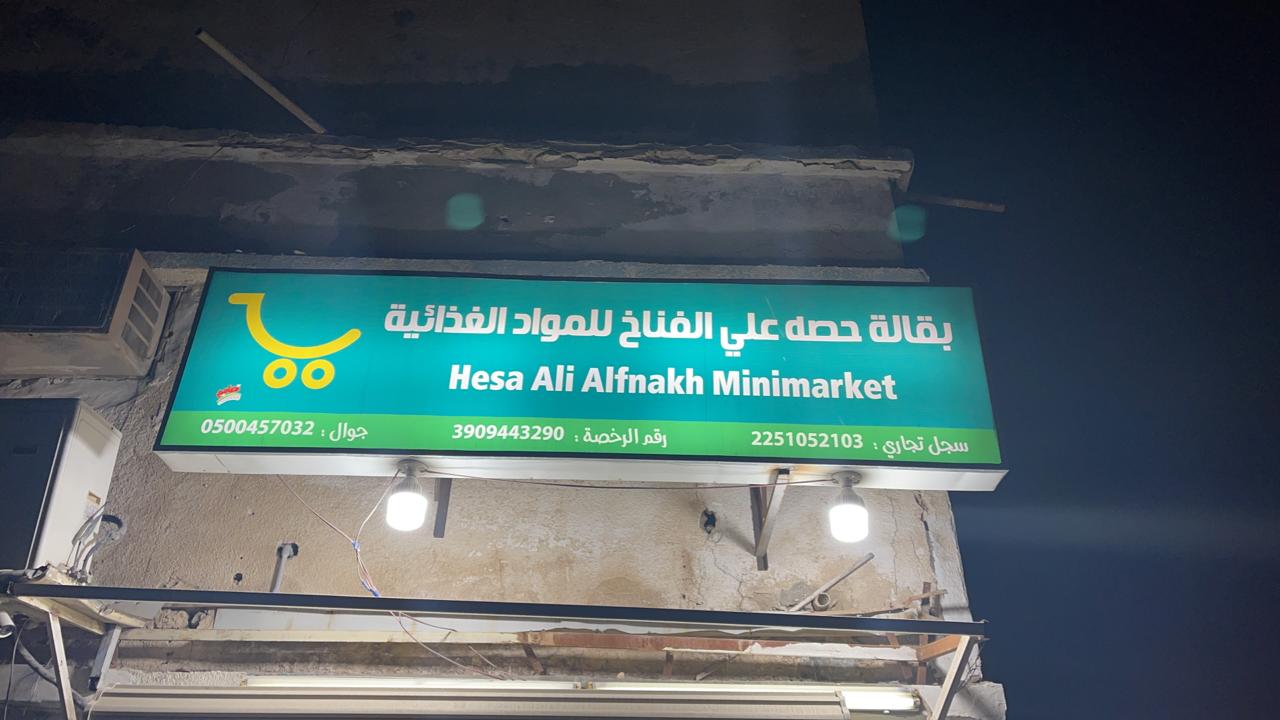 بقالة حصه علي الفناخ للمواد الغذائية
Hesa Ali Alfnakh Minimarket
سجل تجاري : 2251052103
رقم الرخصة : 3909443290
جوال : 0500457032